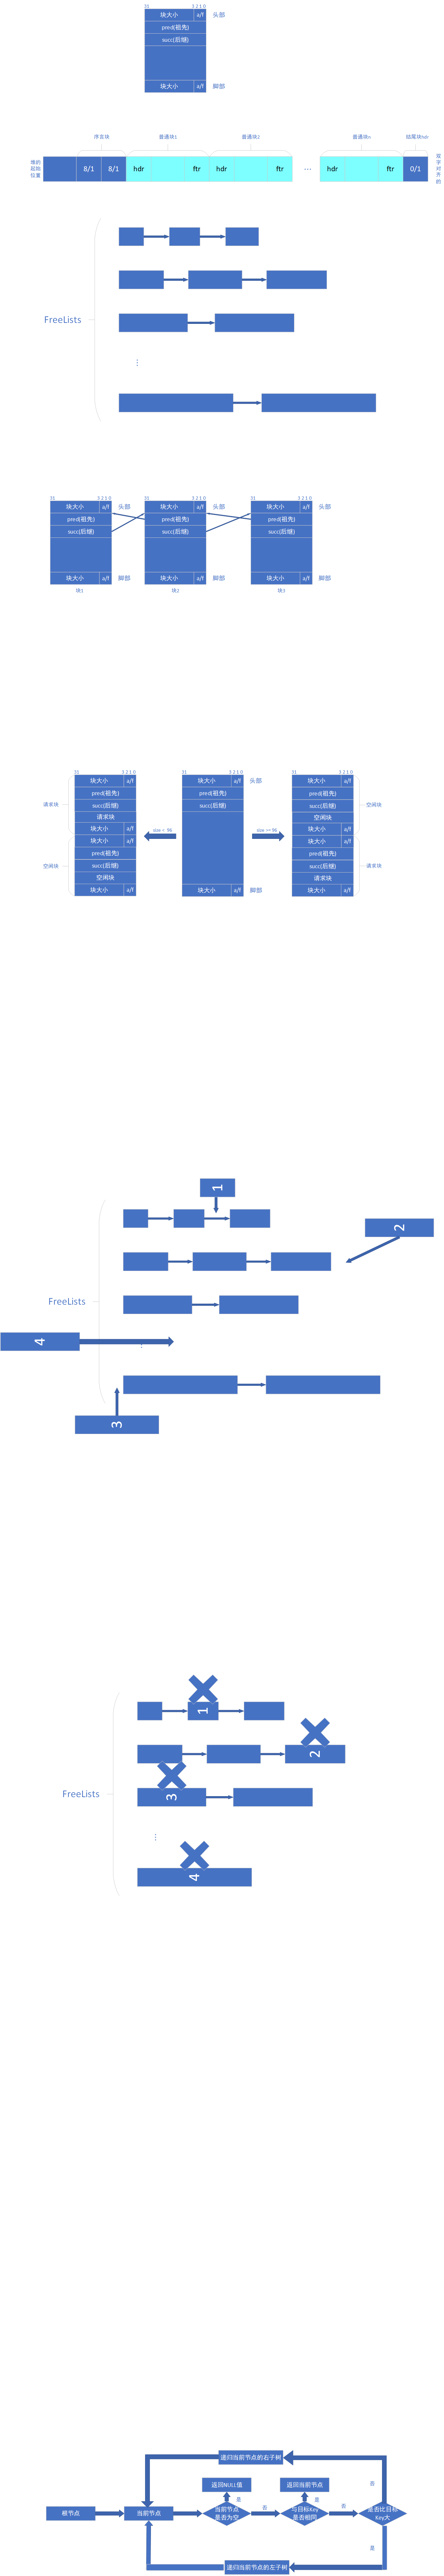 31 3 2 1 0
块大小 a/f 头部
pred(祖先)
succ(后继)
块大小 a/f 脚部
序言块 普通块1 普通块2 普通块n 结尾块hdr
堆的起始位置
8/1 8/1 hdr ftr hdr ftr … hdr ftr 0/1
双字对齐的
FreeLists
⋮
31 3 2 1 0 31 3 2 1 0 31 3 2 1 0
块大小 a/f 头部 块大小 a/f 头部 块大小 a/f 头部
pred(祖先) pred(祖先) pred(祖先)
succ(后继) succ(后继) succ(后继)
块大小 a/f 脚部 块大小 a/f 脚部 块大小 a/f 脚部
块1 块2 块3
31 3 2 1 0 31 3 2 1 0 31 3 2 1 0
块大小 a/f 块大小 a/f 头部 块大小 a/f
pred(祖先) pred(祖先) pred(祖先)
请求块 succ(后继) succ(后继) succ(后继) 空闲块
请求块 空闲块
块大小 a/f size < 96 size >= 96 块大小 a/f
块大小 a/f 块大小 a/f
pred(祖先) pred(祖先)
空闲块 succ(后继) succ(后继) 请求块
空闲块 请求块
块大小 a/f 块大小 a/f 脚部 块大小 a/f
1
2
FreeLists
4
⋮
3
1
2
FreeLists
3
⋮
4
递归当前节点的右子树
返回NULL值 返回当前节点 否
是 是
根节点 当前节点 当前节点是否为空 否 与目标Key是否相同 否 是否比目标Key大
是
递归当前节点的左子树